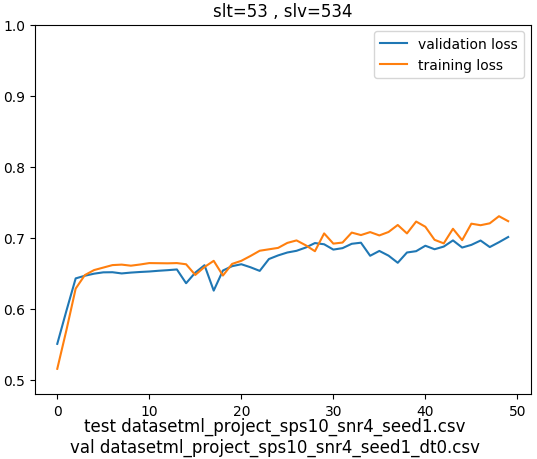 slt=53 , slv=534
validation loss
training loss
1.0
0.9
0.8
0.7
0.6
0.5
0 10 20 30 40 50
test datasetml_project_sps10_snr4_seed1.csv
val datasetml_project_sps10_snr4_seed1_dt0.csv